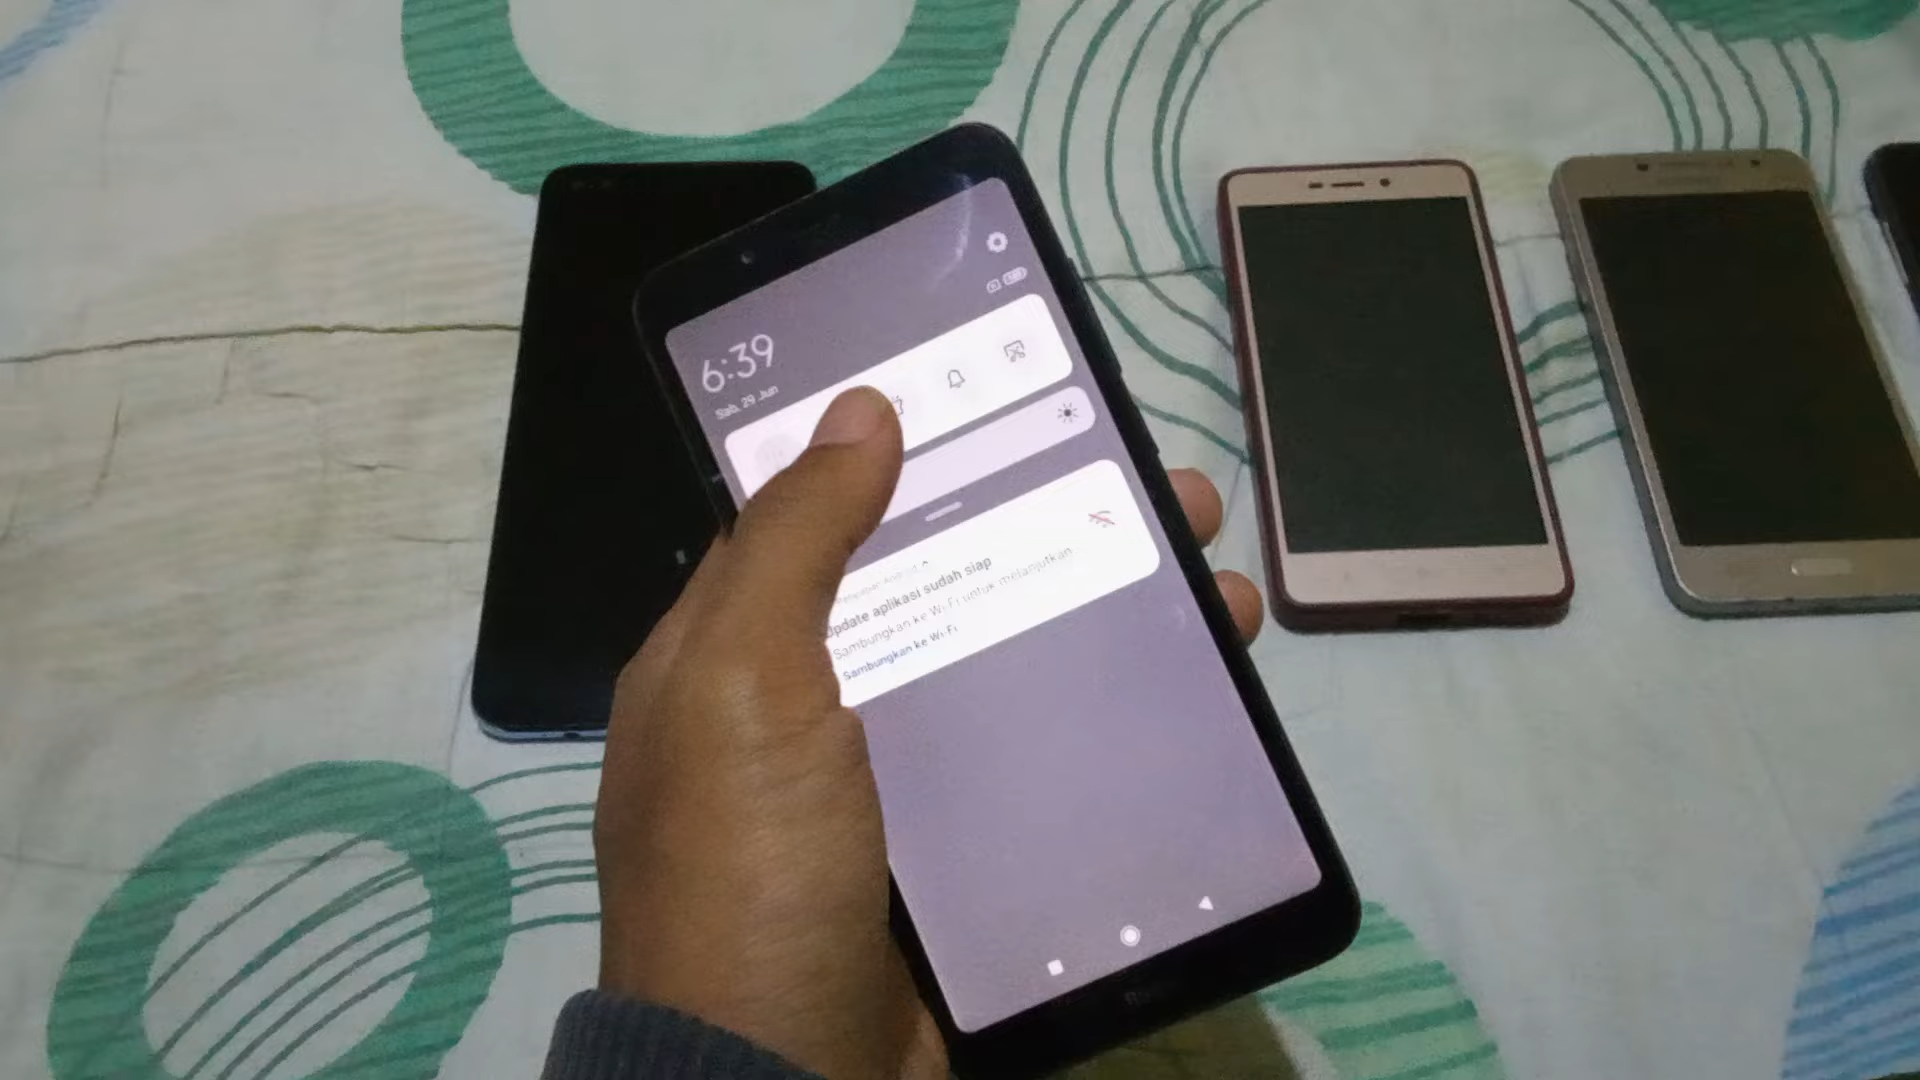 6:39
Sab, 29 Jun
Update aplikasi sudah siap
Sambungkan ke Wi-Fi untuk melanjutkan
Sambungkan ke Wi-Fi